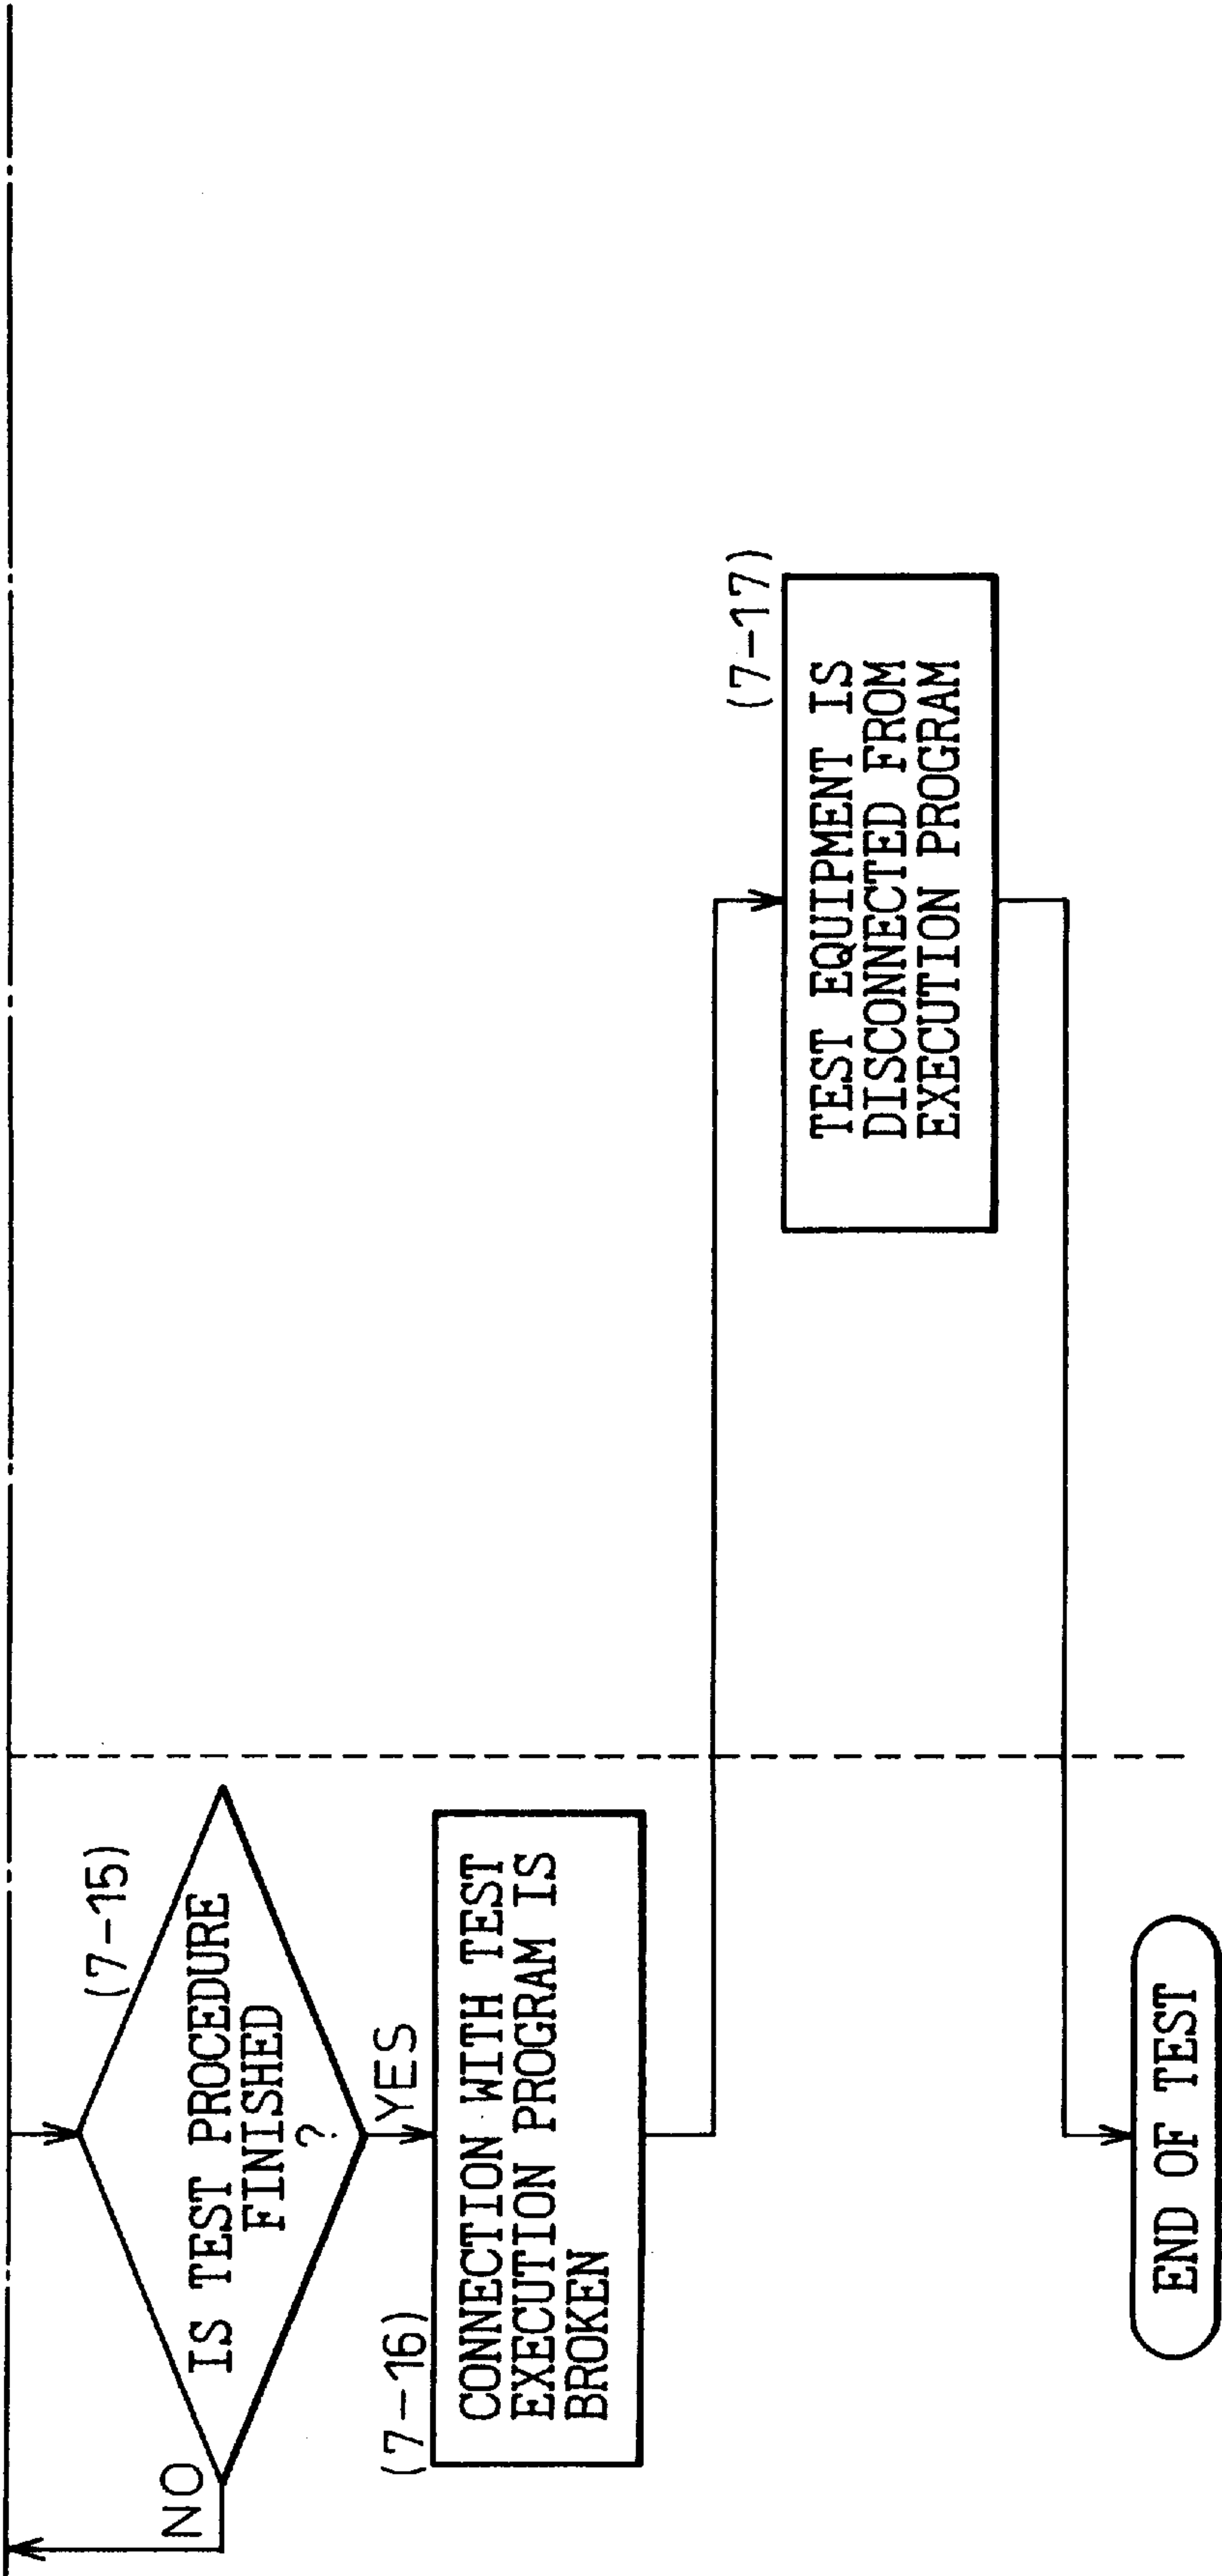 (7-15)
IS TEST PROCEDURE
FINISHED
?
NO
YES
(7-16)
CONNECTION WITH TEST
EXECUTION PROGRAM IS
BROKEN
(7-17)
TEST EQUIPMENT IS
DISCONNECTED FROM
EXECUTION PROGRAM
END OF TEST